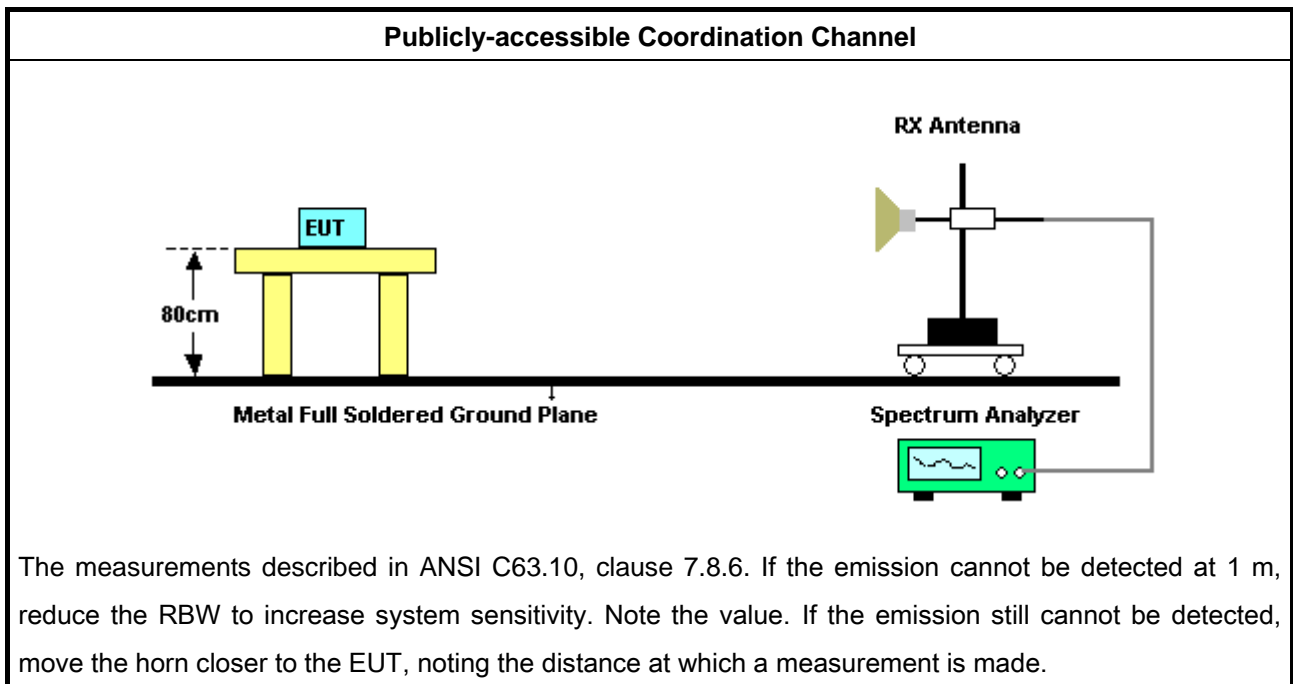 Publicly-accessible Coordination Channel
RX Antenna
EUT
80cm
Metal Full Soldered Ground Plane
Spectrum Analyzer
The measurements described in ANSI C63.10, clause 7.8.6. If the emission cannot be detected at 1 m,
reduce the RBW to increase system sensitivity. Note the value. If the emission still cannot be detected,
move the horn closer to the EUT, noting the distance at which a measurement is made.